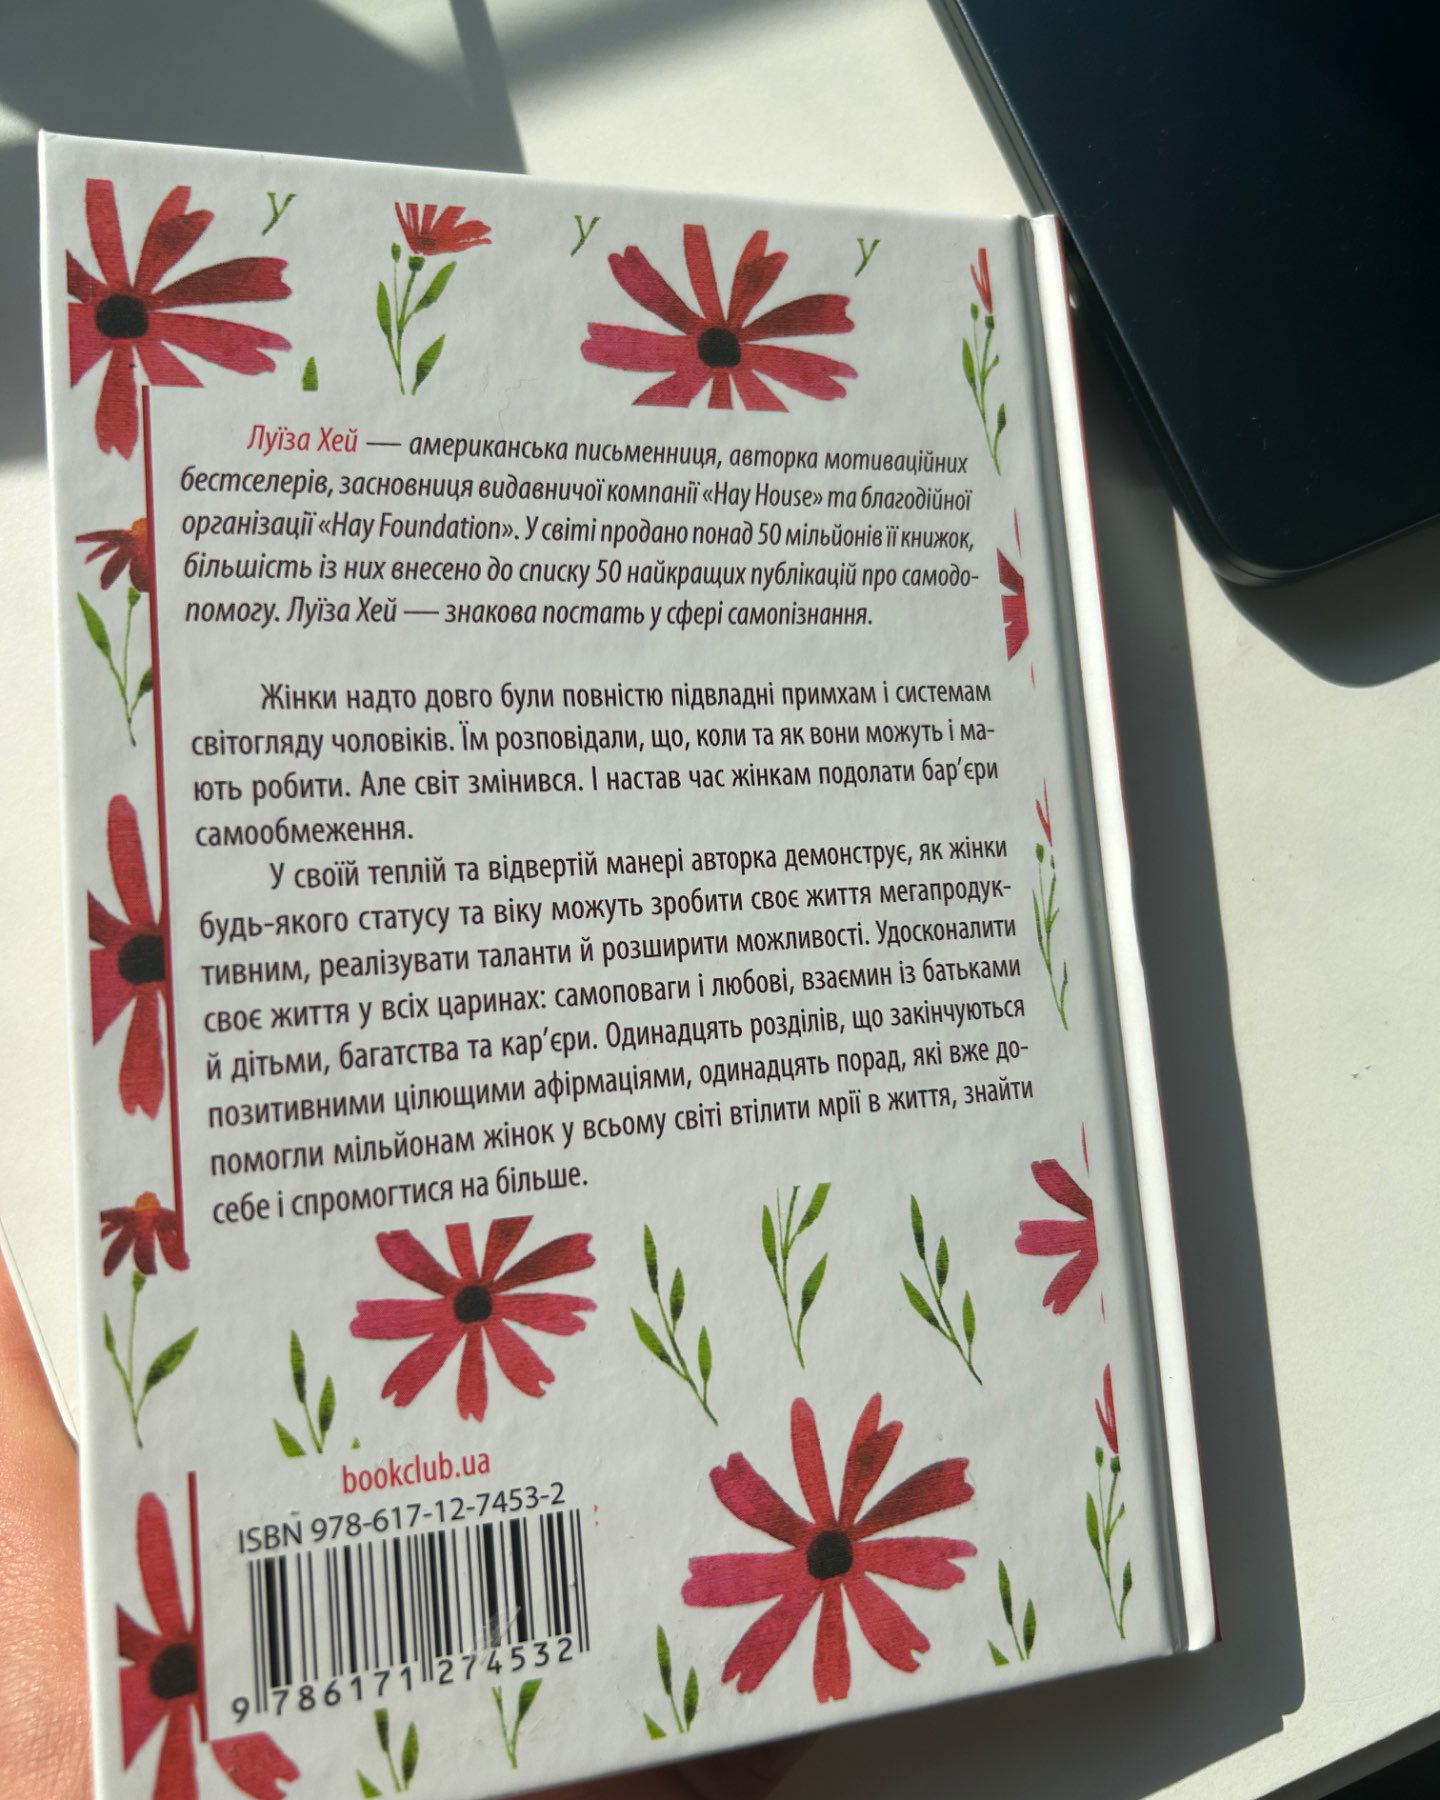 Луїза Хей — американська письменниця, авторка мотиваційних
бестселерів, засновниця видавничої компанії «Hay House» та благодійної
організації «Hay Foundation». У світі продано понад 50 мільйонів її книжок,
більшість із них внесено до списку 50 найкращих публікацій про самодо-
помогу. Луїза Хей — знакова постать у сфері самопізнання.
Жінки надто довго були повністю підвладні примхам і системам
світогляду чоловіків. Їм розповідали, що, коли та як вони можуть і ма-
ють робити. Але світ змінився. І настав час жінкам подолати бар’єри
самообмеження.
У своїй теплій та відвертій манері авторка демонструє, як жінки
будь-якого статусу та віку можуть зробити своє життя мегапродук-
тивним, реалізувати таланти й розширити можливості. Удосконалити
своє життя у всіх царинах: самоповаги і любові, взаємин із батьками
й дітьми, багатства та кар’єри. Одинадцять розділів, що закінчуються
позитивними цілющими афірмаціями, одинадцять порад, які вже до-
помогли мільйонам жінок у всьому світі втілити мрії в життя, знайти
себе і спромогтися на більше.
bookclub.ua
ISBN 978-617-12-7453-2
9 786171 274532